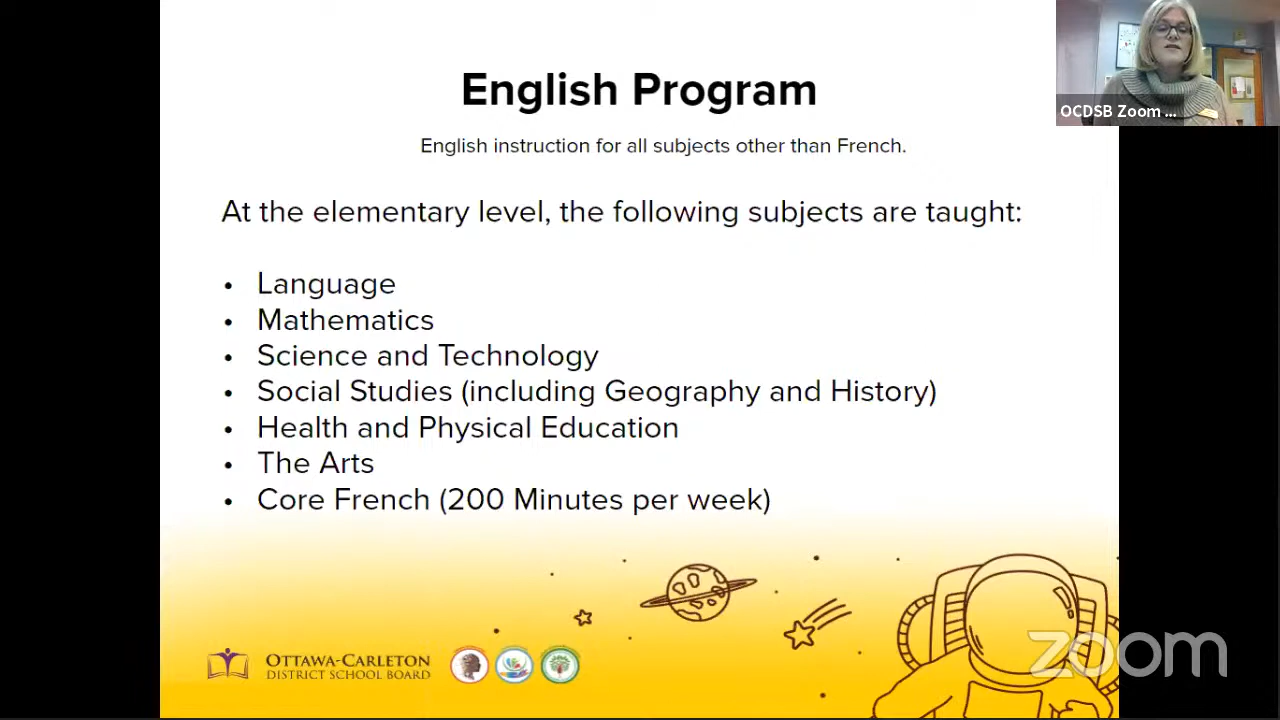 English Program
OCDSB Zoom ...
English instruction for all subjects other than French.
At the elementary level, the following subjects are taught:
• Language
• Mathematics
• Science and Technology
• Social Studies (including Geography and History)
• Health and Physical Education
• The Arts
• Core French (200 Minutes per week)
OTTAWA-CARLETON
DISTRICT SCHOOL BOARD
zoom